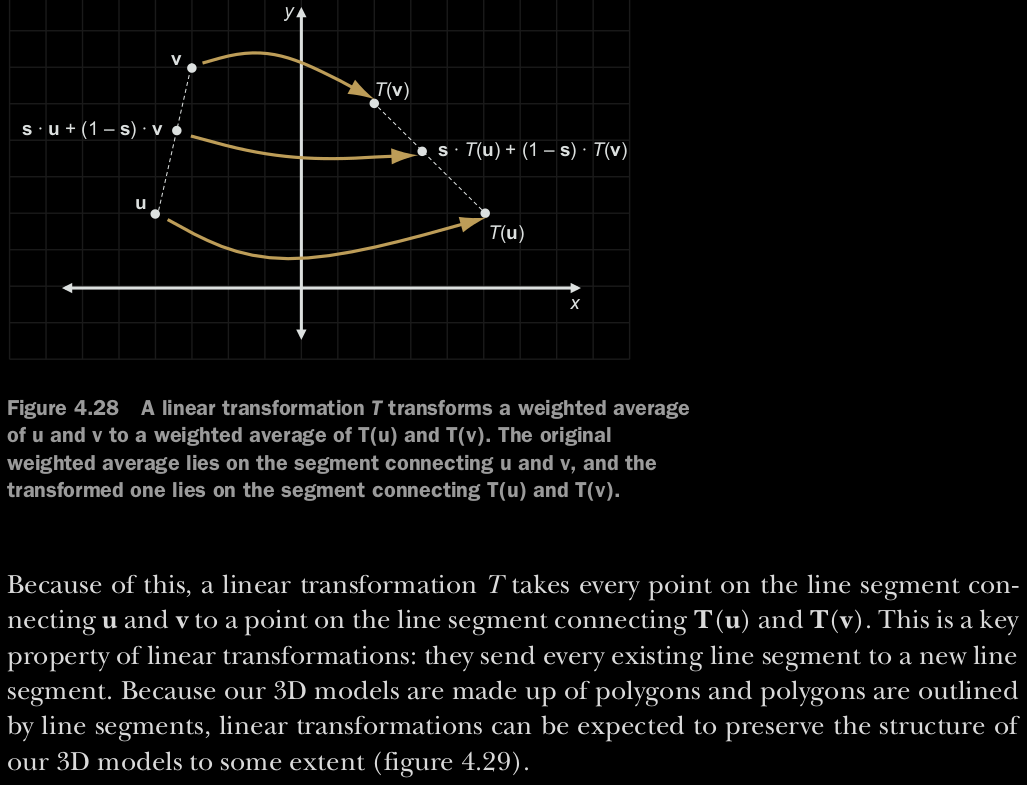 y
v
T(v)
s · u + (1 – s) · v
s · T(u) + (1 – s) · T(v)
u
T(u)
x
Figure 4.28 A linear transformation T transforms a weighted average
of u and v to a weighted average of T(u) and T(v). The original
weighted average lies on the segment connecting u and v, and the
transformed one lies on the segment connecting T(u) and T(v).
Because of this, a linear transformation T takes every point on the line segment con-
necting u and v to a point on the line segment connecting T(u) and T(v). This is a key
property of linear transformations: they send every existing line segment to a new line
segment. Because our 3D models are made up of polygons and polygons are outlined
by line segments, linear transformations can be expected to preserve the structure of
our 3D models to some extent (figure 4.29).